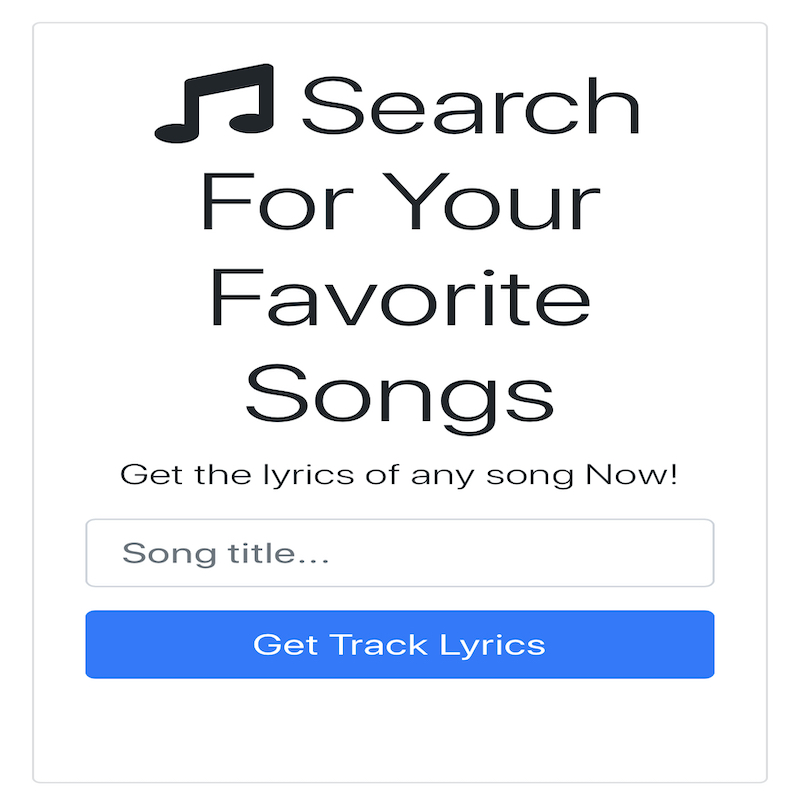 Search
For Your
Favorite
Songs
Get the lyrics of any song Now!
Song title...
Get Track Lyrics